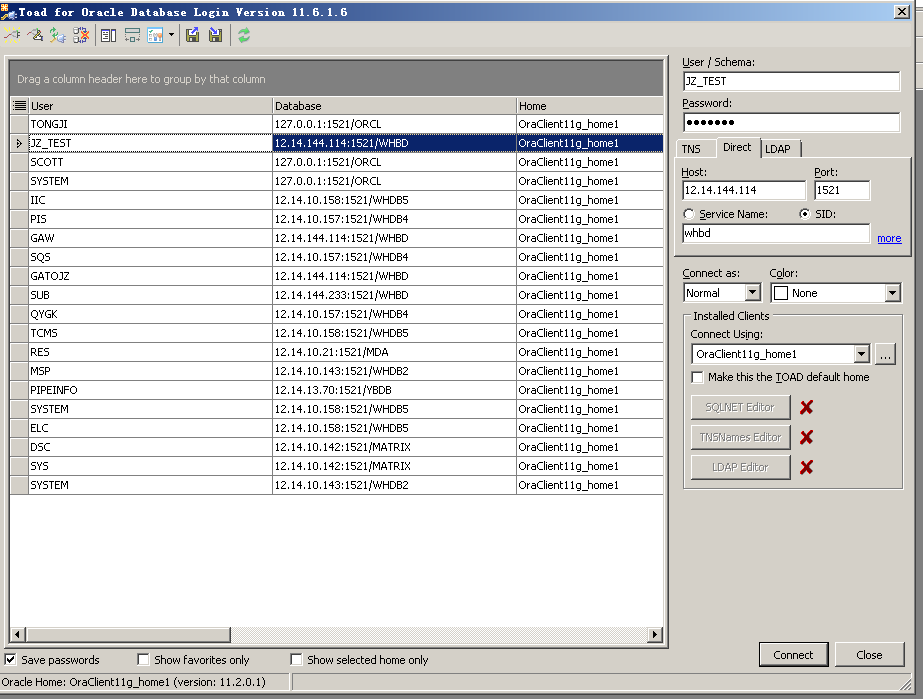 Toad for Oracle Database Login Version 11.6.1.6
Drag a column header here to group by that column
User Database Home
TONGJI 127.0.0.1:1521/ORCL OraClient11g_home1
JZ_TEST 12.14.144.114:1521/WHBD OraClient11g_home1
SCOTT 127.0.0.1:1521/ORCL OraClient11g_home1
SYSTEM 127.0.0.1:1521/ORCL OraClient11g_home1
IIC 12.14.10.158:1521/WHDB5 OraClient11g_home1
PIS 12.14.10.157:1521/WHDB4 OraClient11g_home1
GAW 12.14.144.114:1521/WHBD OraClient11g_home1
SQS 12.14.10.157:1521/WHDB4 OraClient11g_home1
GATOJZ 12.14.144.114:1521/WHBD OraClient11g_home1
SUB 12.14.144.233:1521/WHBD OraClient11g_home1
QYGK 12.14.10.157:1521/WHDB4 OraClient11g_home1
TCMS 12.14.10.158:1521/WHDB5 OraClient11g_home1
RES 12.14.10.21:1521/MDA OraClient11g_home1
MSP 12.14.10.143:1521/WHDB2 OraClient11g_home1
PIPEINFO 12.14.13.70:1521/YBDB OraClient11g_home1
SYSTEM 12.14.10.158:1521/WHDB5 OraClient11g_home1
ELC 12.14.10.158:1521/WHDB5 OraClient11g_home1
DSC 12.14.10.142:1521/MATRIX OraClient11g_home1
SYS 12.14.10.142:1521/MATRIX OraClient11g_home1
SYSTEM 12.14.10.143:1521/WHDB2 OraClient11g_home1
User / Schema:
JZ_TEST
Password:
●●●●●●●
TNS Direct LDAP
Host: Port:
12.14.144.114 1521
Service Name: SID:
whbd more
Connect as: Color:
Normal None
Installed Clients
Connect Using:
OraClient11g_home1 ...
Make this the TOAD default home
SQLNET Editor
TNSNames Editor
LDAP Editor
Connect Close
Save passwords Show favorites only Show selected home only
Oracle Home: OraClient11g_home1 (version: 11.2.0.1)